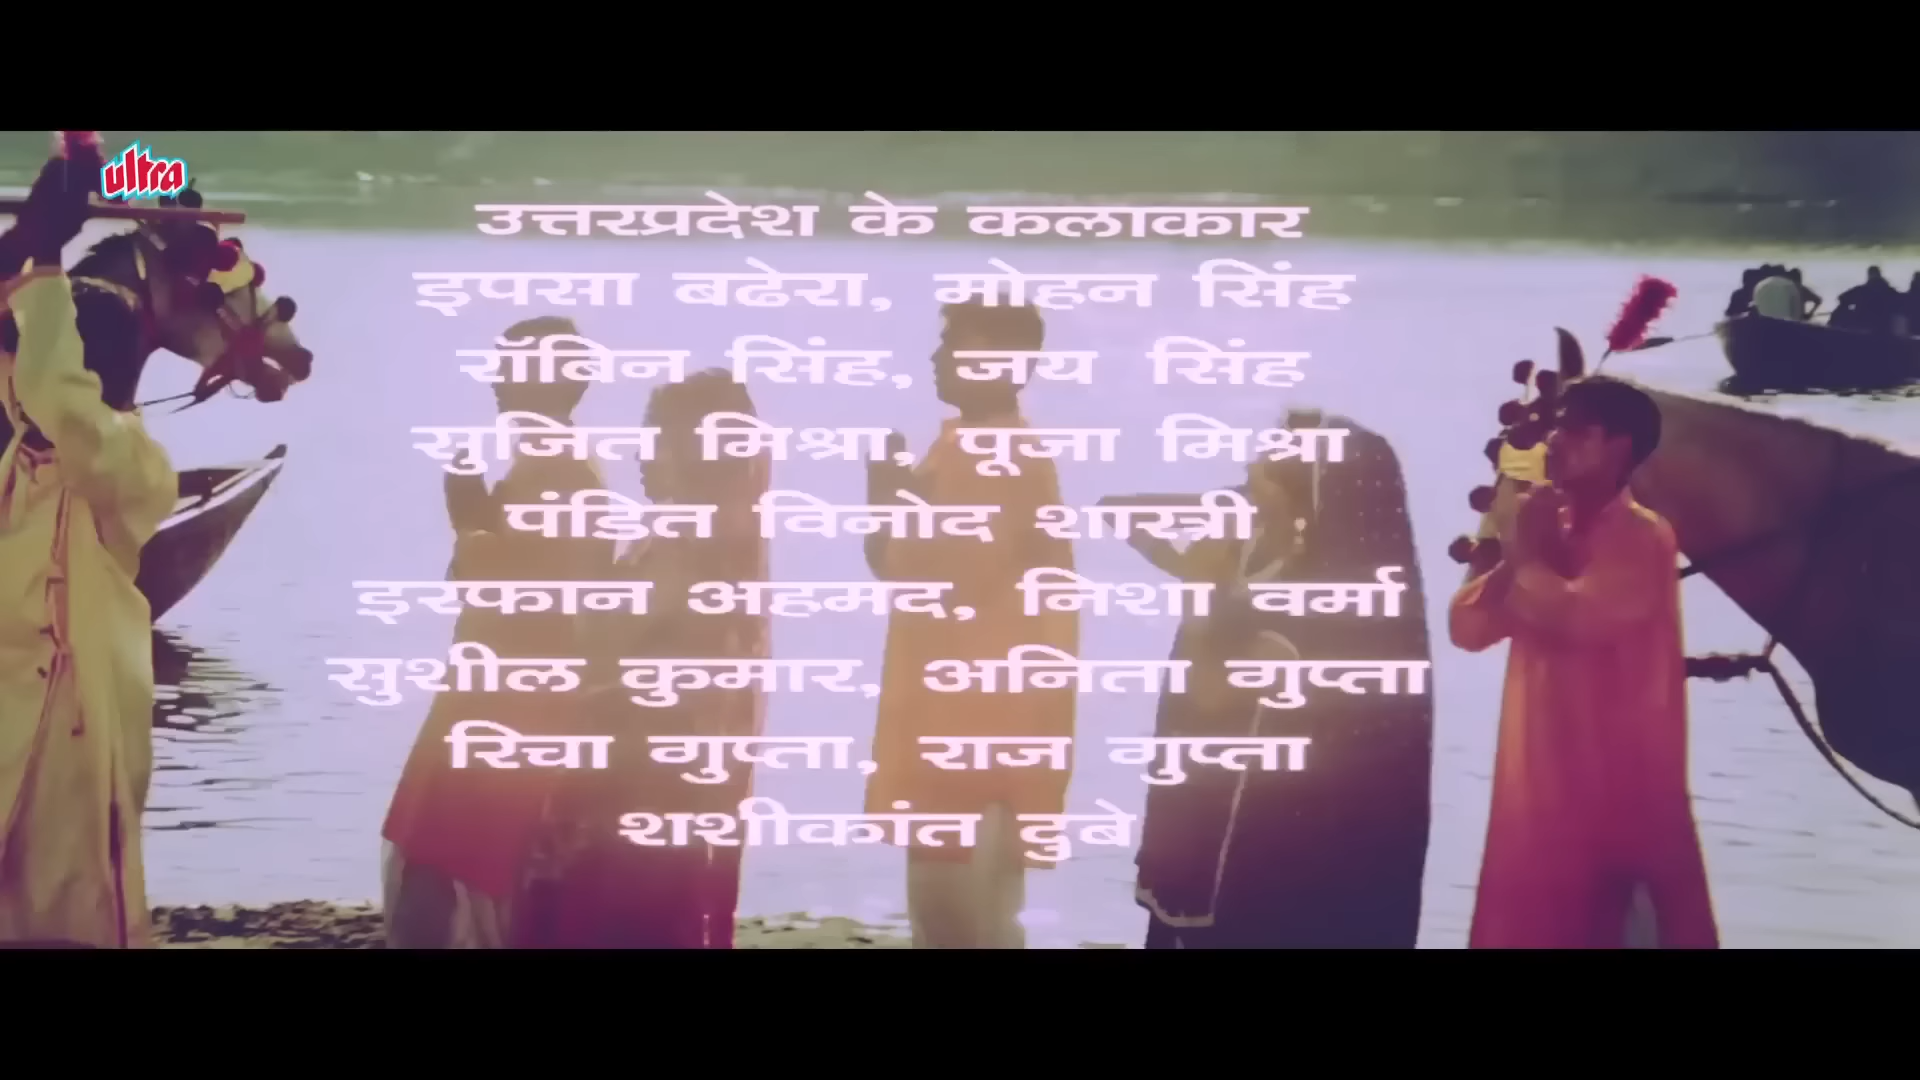 ultra
उत्तरप्रदेश के कलाकार
इपसा बढेरा, मोहन सिंह
रॉबिन सिंह, जय सिंह
सुजित मिश्रा, पूजा मिश्रा
पंडित विनोद शास्त्री
इरफान अहमद, निशा वर्मा
सुशील कुमार, अनिता गुप्ता
रिचा गुप्ता, राज गुप्ता
शशीकांत दुबे